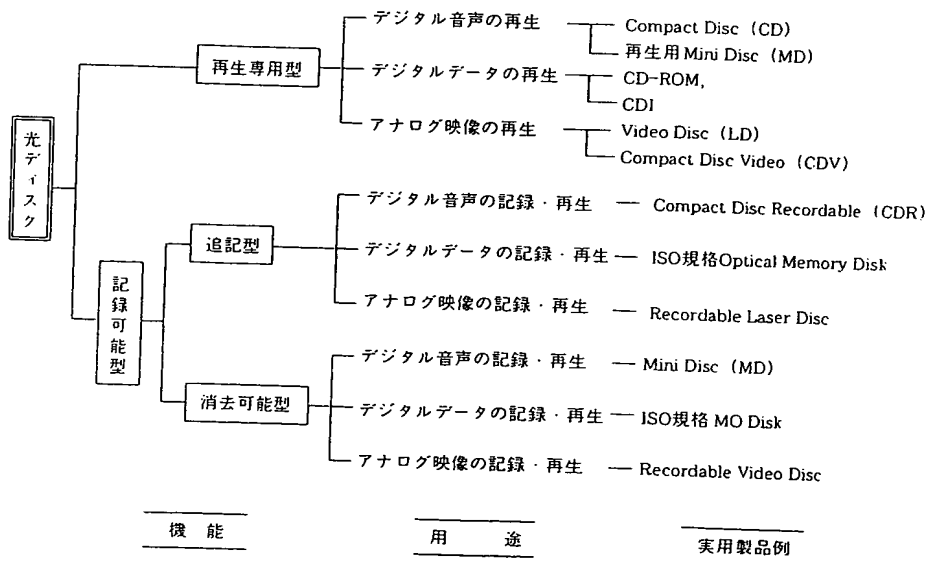 光ディスク
再生専用型
デジタル音声の再生
Compact Disc (CD)
再生用Mini Disc (MD)
デジタルデータの再生
CD-ROM,
CDI
アナログ映像の再生
Video Disc (LD)
Compact Disc Video (CDV)
記録可能型
追記型
デジタル音声の記録・再生
Compact Disc Recordable (CDR)
デジタルデータの記録・再生
ISO規格Optical Memory Disk
アナログ映像の記録・再生
Recordable Laser Disc
消去可能型
デジタル音声の記録・再生
Mini Disc (MD)
デジタルデータの記録・再生
ISO規格 MO Disk
アナログ映像の記録・再生
Recordable Video Disc
機 能
用 途
実用製品例